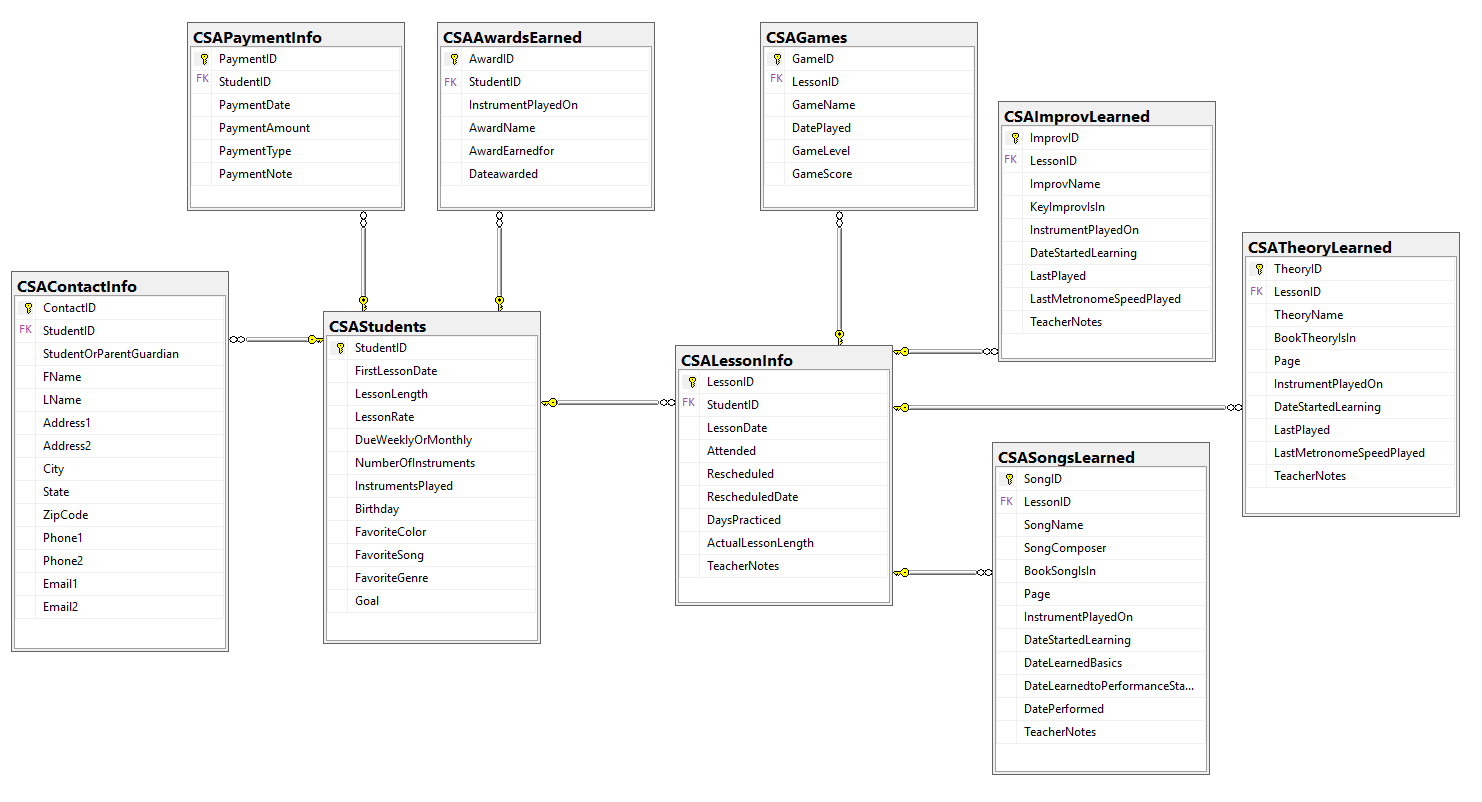 CSAPaymentInfo
PaymentID
FK StudentID
PaymentDate
PaymentAmount
PaymentType
PaymentNote
CSAAwardsEarned
AwardID
FK StudentID
InstrumentPlayedOn
AwardName
AwardEarnedfor
Dateawarded
CSAGames
GameID
FK LessonID
GameName
DatePlayed
GameLevel
GameScore
CSAImprovLearned
ImprovID
FK LessonID
ImprovName
KeyImprovIsIn
InstrumentPlayedOn
DateStartedLearning
LastPlayed
LastMetronomeSpeedPlayed
TeacherNotes
CSATheoryLearned
TheoryID
FK LessonID
TheoryName
BookTheoryIsIn
Page
InstrumentPlayedOn
DateStartedLearning
LastPlayed
LastMetronomeSpeedPlayed
TeacherNotes
CSAContactInfo
ContactID
FK StudentID
StudentOrParentGuardian
FName
LName
Address1
Address2
City
State
ZipCode
Phone1
Phone2
Email1
Email2
CSAStudents
StudentID
FirstLessonDate
LessonLength
LessonRate
DueWeeklyOrMonthly
NumberOfInstruments
InstrumentsPlayed
Birthday
FavoriteColor
FavoriteSong
FavoriteGenre
Goal
CSALessonInfo
LessonID
FK StudentID
LessonDate
Attended
Rescheduled
RescheduledDate
DaysPracticed
ActualLessonLength
TeacherNotes
CSASongsLearned
SongID
FK LessonID
SongName
SongComposer
BookSongIsIn
Page
InstrumentPlayedOn
DateStartedLearning
DateLearnedBasics
DateLearnedtoPerformanceSta...
DatePerformed
TeacherNotes